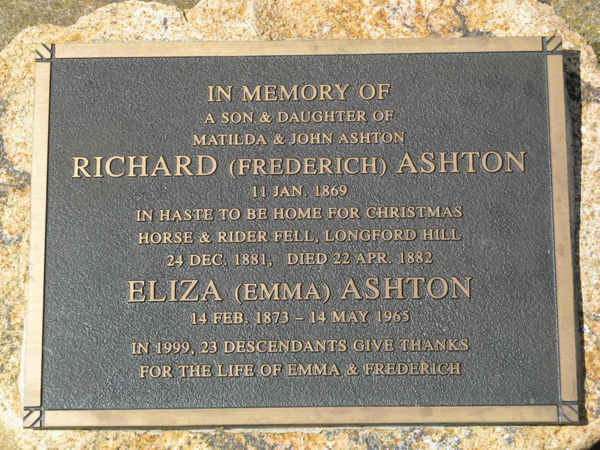 IN MEMORY OF
A SON & DAUGHTER OF
MATILDA & JOHN ASHTON
RICHARD (FREDERICH) ASHTON
11 JAN. 1869
IN HASTE TO BE HOME FOR CHRISTMAS
HORSE & RIDER FELL, LONGFORD HILL
24 DEC. 1881, DIED 22 APR. 1882
ELIZA (EMMA) ASHTON
14 FEB. 1873 – 14 MAY 1965
IN 1999, 23 DESCENDANTS GIVE THANKS
FOR THE LIFE OF EMMA & FREDERICH